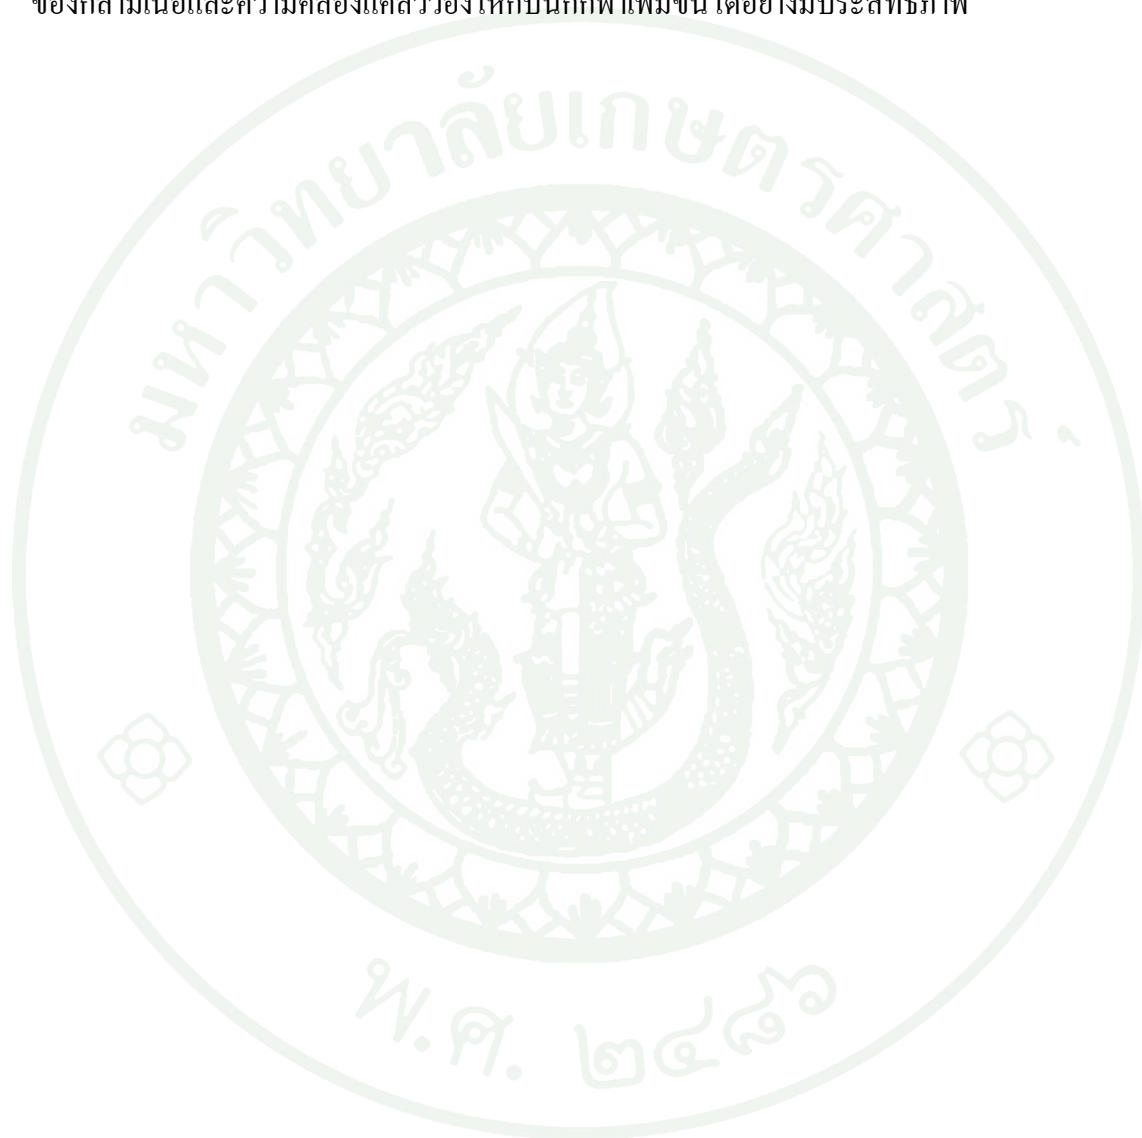 ของกล้ามเนื้อและความคล่องแคล่วว่องไวให้กับนักกีฬาเพิ่มขึ้นได้อย่างมีประสิทธิภาพ
มหาวิทยาลัยเกษตรศาสตร์
พ.ศ. ๒๔๘๖